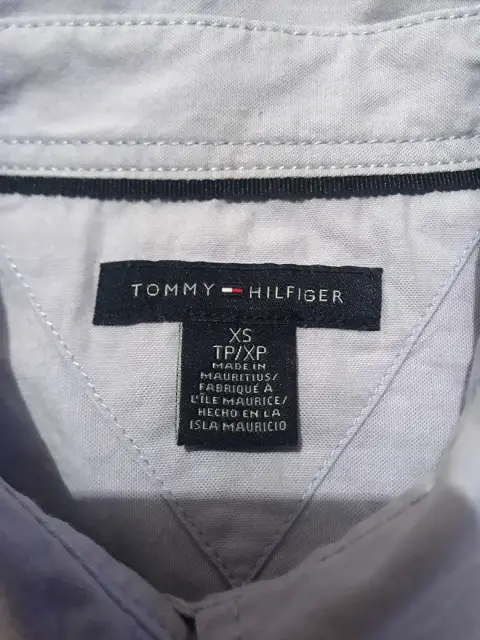 TOMMY HILFIGER
XS
TP/XP
MADE IN
MAURITIUS/
FABRIQUÉ À
L'ÎLE MAURICE/
HECHO EN LA
ISLA MAURICIO